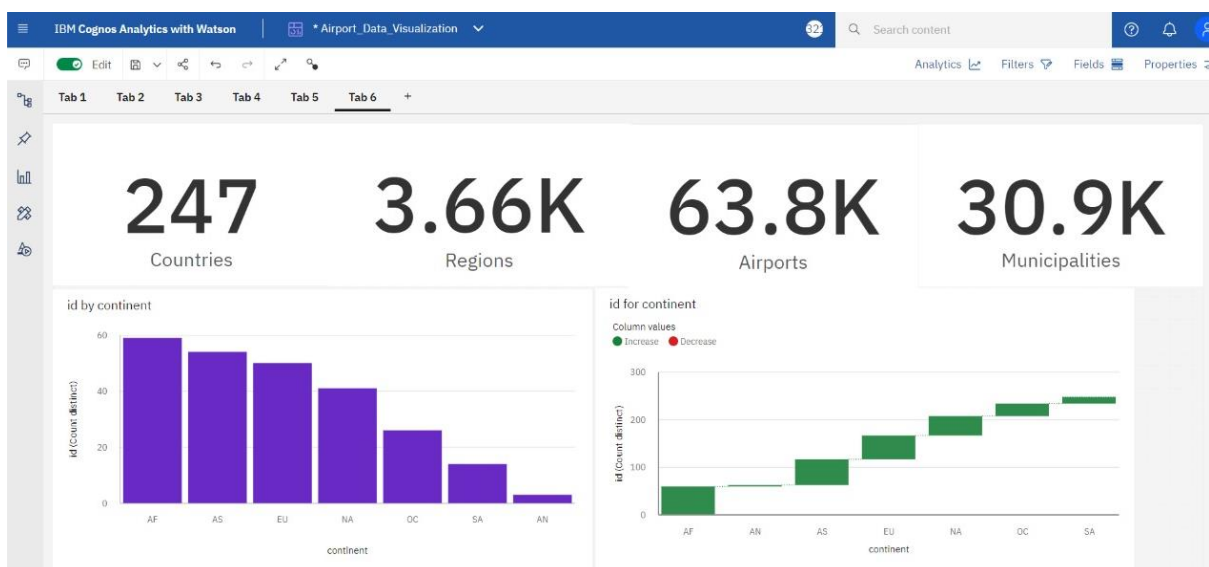 IBM Cognos Analytics with Watson
* Airport_Data_Visualization
Search content
Edit
Analytics
Filters
Fields
Properties
Tab 1
Tab 2
Tab 3
Tab 4
Tab 5
Tab 6
+
247
Countries
3.66K
Regions
63.8K
Airports
30.9K
Municipalities
id by continent
id (Count distinct)
60
40
20
0
AF AS EU NA OC SA AN
continent
id for continent
Column values
Increase Decrease
id (Count distinct)
300
200
100
0
AF AN AS EU NA OC SA
continent